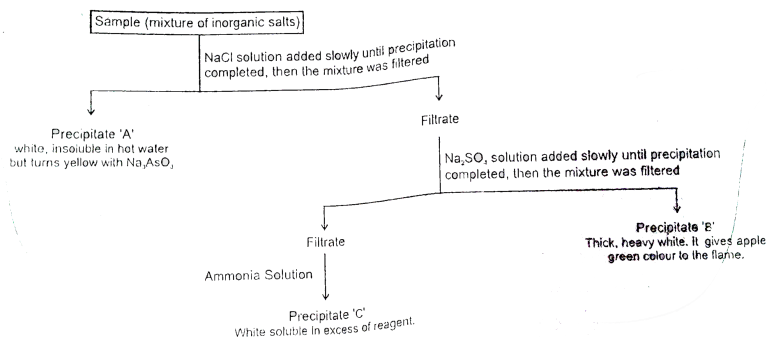 Sample (mixture of inorganic salts)
NaCl solution added slowly until precipitation
completed, then the mixture was filtered
Precipitate 'A'
white, insoluble in hot water
but turns yellow with Na₃AsO₃
Filtrate
Na₂SO₄ solution added slowly until precipitation
completed, then the mixture was filtered
Filtrate
Precipitate 'B'
Thick, heavy white. It gives apple
green colour to the flame.
Ammonia Solution
Precipitate 'C'
White soluble in excess of reagent.